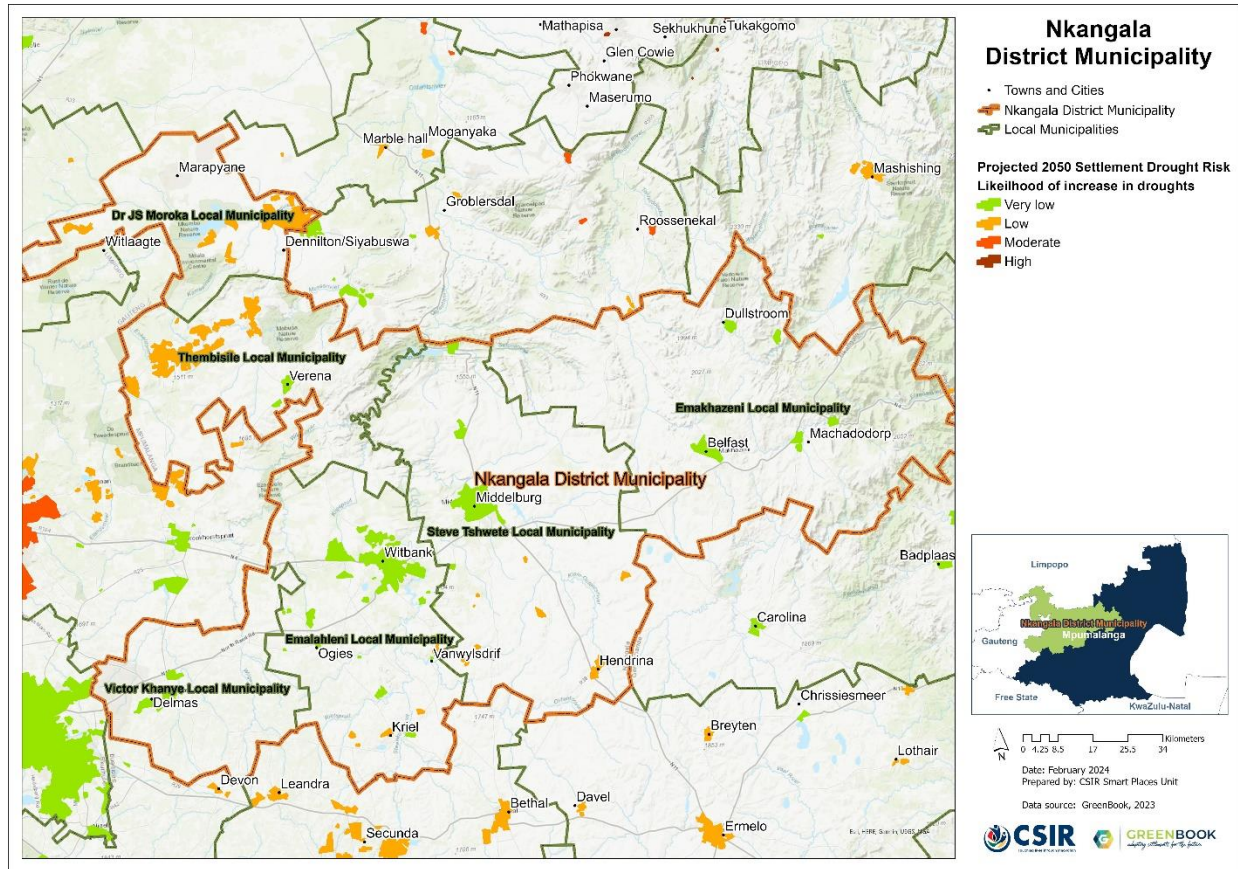 Nkangala
District Municipality
Towns and Cities
Nkangala District Municipality
Local Municipalities
Projected 2050 Settlement Drought Risk
Likeilhood of increase in droughts
Very low
Low
Moderate
High
Mathapisa
Sekhukhune
Tukakgomo
Glen Cowie
Phokwane
Maserumo
Moganyaka
Marble hall
Marapyane
Mashishing
Groblersdal
Dr JS Moroka Local Municipality
Roossenekal
Witlaagte
Dennilton/Siyabuswa
Dullstroom
Thembisile Local Municipality
Verena
Emakhazeni Local Municipality
Machadodorp
Belfast
Nkangala District Municipality
Middelburg
Steve Tshwete Local Municipality
Witbank
Badplaas
Carolina
Emalahleni Local Municipality
Ogies
Vanwylsdrif
Hendrina
Victor Khanye Local Municipality
Delmas
Chrissiesmeer
Kriel
Breyten
Lothair
Devon
Leandra
Bethal
Davel
Secunda
Ermelo
Limpopo
Nkangala District Municipality
Mpumalanga
Gauteng
Free State
KwaZulu-Natal
N
Kilometers
0 4.25 8.5 17 25.5 34
Date: February 2024
Prepared by: CSIR Smart Places Unit
Data source: GreenBook, 2023
CSIR
GREENBOOK